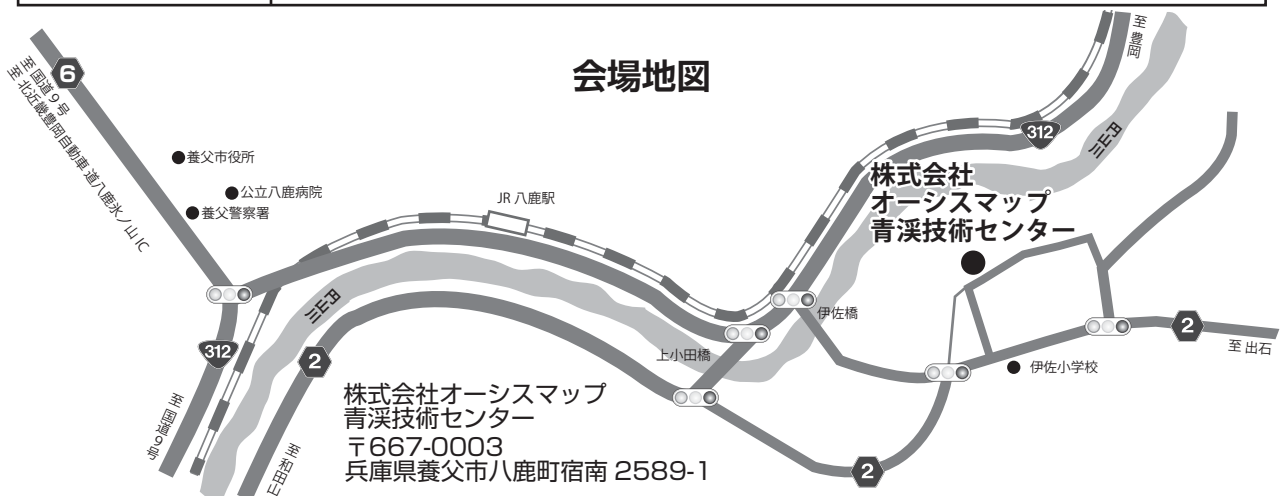 会場地図
至 豊岡
6
至 国道9号
至 北近畿豊岡自動車道八鹿氷ノ山IC
312
円山川
養父市役所
公立八鹿病院
養父警察署
JR 八鹿駅
株式会社
オーシスマップ
青渓技術センター
円山川
伊佐橋
上小田橋
2
至 出石
312
2
伊佐小学校
至 国道9号
至 和田山
株式会社オーシスマップ
青渓技術センター
〒667-0003
兵庫県養父市八鹿町宿南 2589-1
2